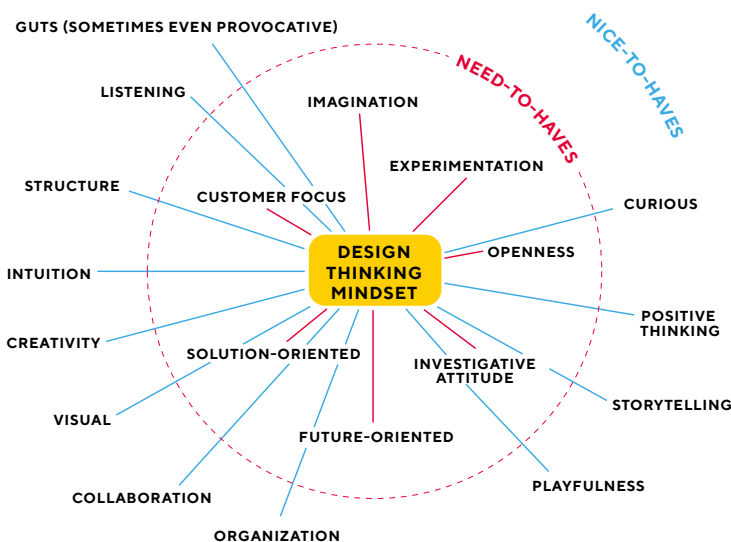 GUTS (SOMETIMES EVEN PROVOCATIVE)
NICE-TO-HAVES
NEED-TO-HAVES
LISTENING
IMAGINATION
EXPERIMENTATION
STRUCTURE
CUSTOMER FOCUS
CURIOUS
DESIGN
THINKING
MINDSET
OPENNESS
INTUITION
POSITIVE
THINKING
CREATIVITY
SOLUTION-ORIENTED
INVESTIGATIVE
ATTITUDE
STORYTELLING
VISUAL
FUTURE-ORIENTED
PLAYFULNESS
COLLABORATION
ORGANIZATION